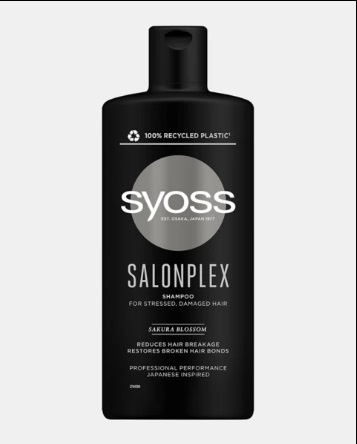 100% RECYCLED PLASTIC¹
syoss
EST. OSAKA, JAPAN 1977
SALONPLEX
SHAMPOO
FOR STRESSED, DAMAGED HAIR
SAKURA BLOSSOM
REDUCES HAIR BREAKAGE
RESTORES BROKEN HAIR BONDS
PROFESSIONAL PERFORMANCE
JAPANESE INSPIRED